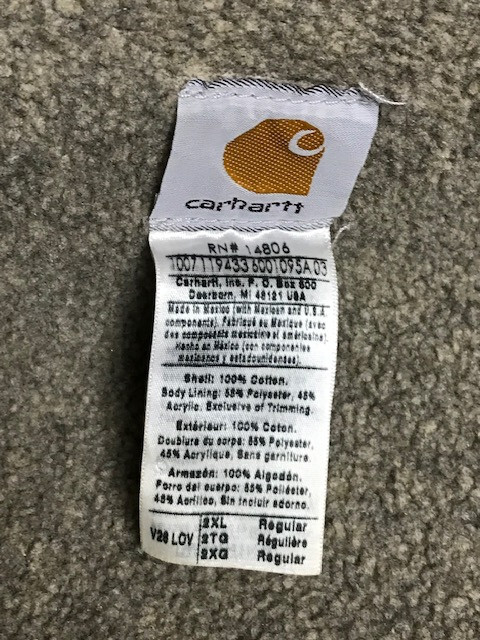 carhartt
RN# 14806
1007119433 6001095A 03
Carhartt, Inc. P. O. Box 600
Dearborn, MI 48121 USA
Made in Mexico (with Mexican and U.S.A
components). Fabriqué au Mexique (avec
des composants mexicains et américains).
Hecho en México (con componentes
mexicanos y estadounidenses).
Shell: 100% Cotton.
Body Lining: 55% Polyester, 45%
Acrylic. Exclusive of Trimming.
Extérieur: 100% Coton.
Doublure du corps: 55% Polyester,
45% Acrylique, Sans garniture.
Armazón: 100% Algodón.
Forro del cuerpo: 55% Poliéster,
45% Acrílico, Sin incluir adorno.
2XL Regular
V28 LOV 2TG Régulière
2XG Regular